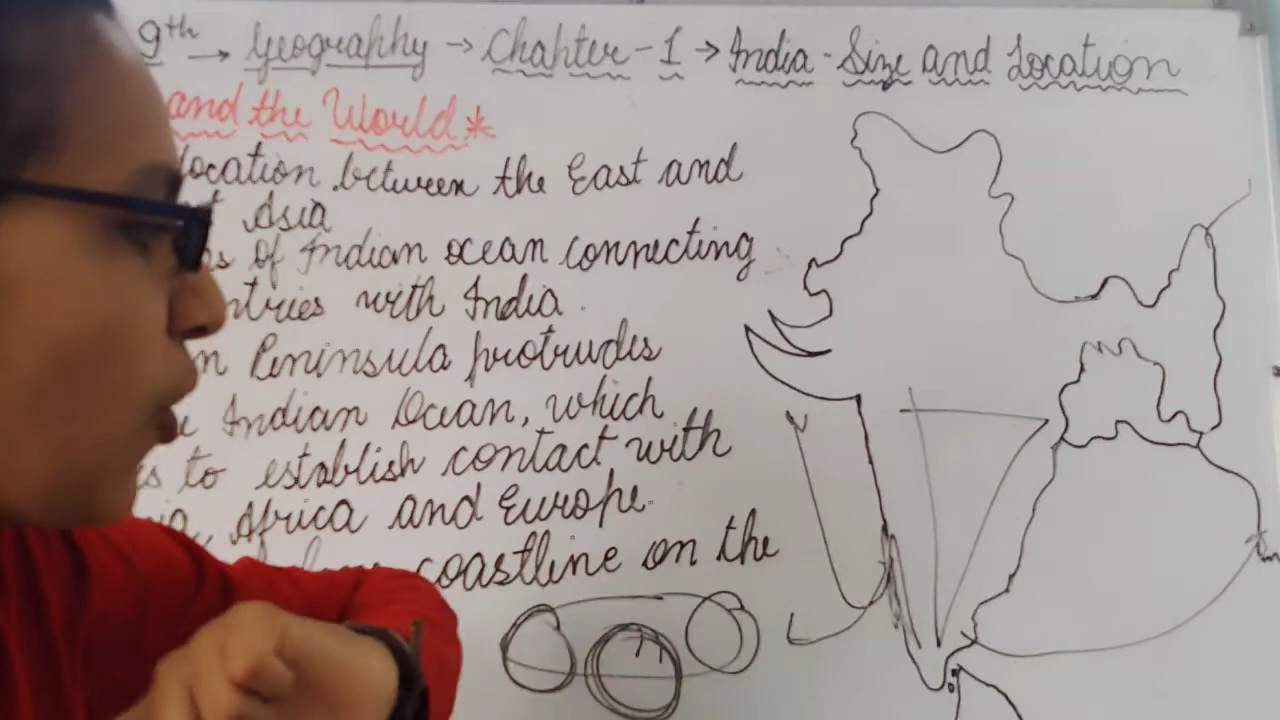 9th → Geography → Chapter - 1 → India - Size and Location
and the World *
location between the East and
Asia
of Indian ocean connecting
with India.
Peninsula protrudes
Indian Ocean, which
to establish contact with
Africa and Europe.
coastline on the